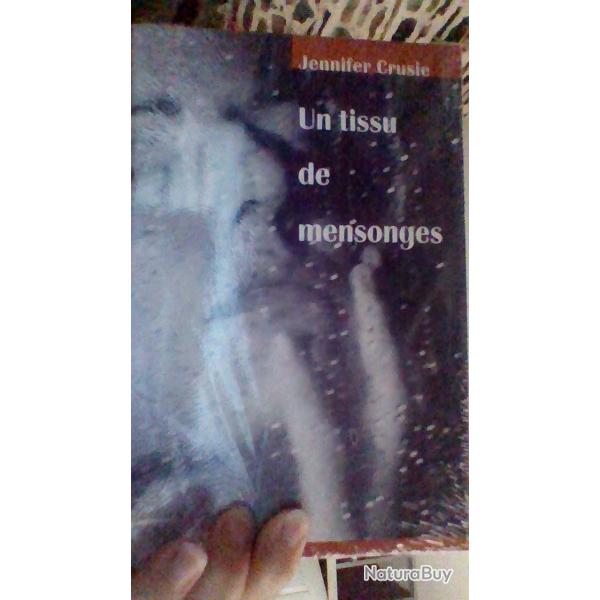 Jennifer Crusie
Un tissu
de
mensonges
NaturaBuy